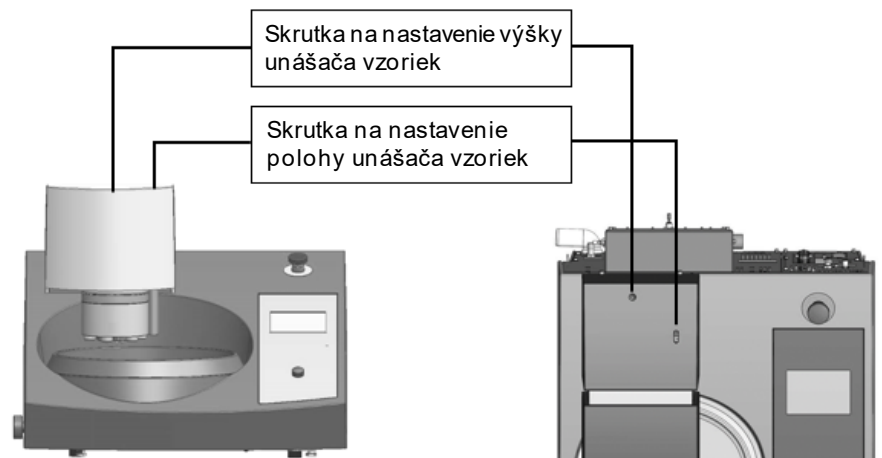 Skrutka na nastavenie výšky
unášača vzoriek
Skrutka na nastavenie
polohy unášača vzoriek